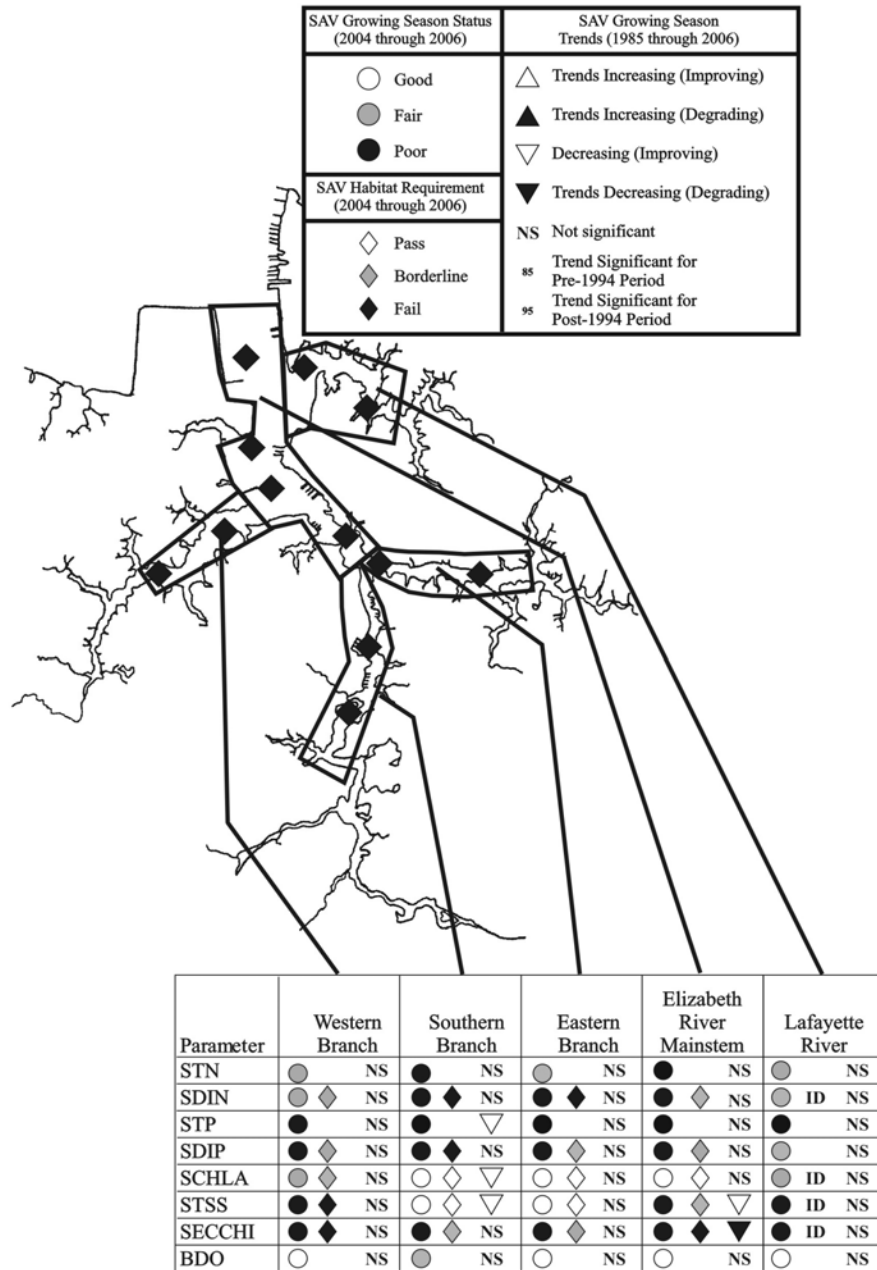 SAV Growing Season Status
(2004 through 2006)
Good
Fair
Poor
SAV Habitat Requirement
(2004 through 2006)
Pass
Borderline
Fail
SAV Growing Season
Trends (1985 through 2006)
Trends Increasing (Improving)
Trends Increasing (Degrading)
Decreasing (Improving)
Trends Decreasing (Degrading)
NS Not significant
85 Trend Significant for
Pre-1994 Period
95 Trend Significant for
Post-1994 Period
Parameter
Western
Branch
Southern
Branch
Eastern
Branch
Elizabeth
River
Mainstem
Lafayette
River
STN NS NS NS NS NS
SDIN NS NS NS NS ID NS
STP NS NS NS NS
SDIP NS NS NS NS NS
SCHLA NS NS NS ID NS
STSS NS NS ID NS
SECCHI NS NS NS ID NS
BDO NS NS NS NS NS